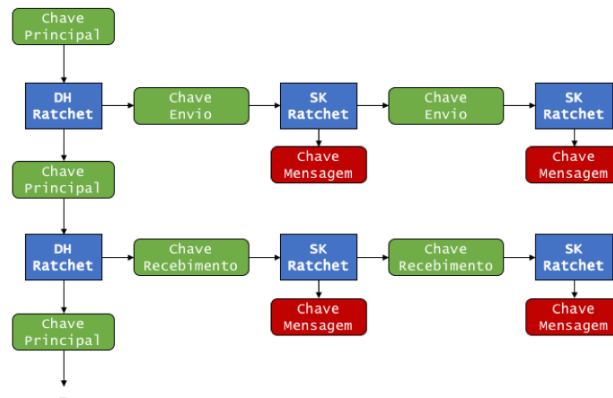 Chave
Principal
DH
Ratchet
Chave
Envio
SK
Ratchet
Chave
Envio
SK
Ratchet
Chave
Mensagem
Chave
Mensagem
Chave
Principal
DH
Ratchet
Chave
Recebimento
SK
Ratchet
Chave
Recebimento
SK
Ratchet
Chave
Mensagem
Chave
Mensagem
Chave
Principal